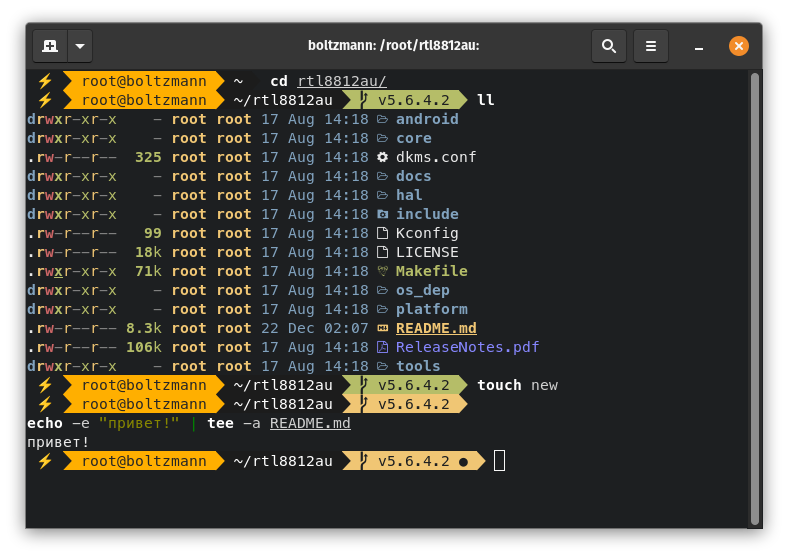 boltzmann: /root/rtl8812au:
⚡ root@boltzmann ~ cd rtl8812au/
⚡ root@boltzmann ~/rtl8812au v5.6.4.2 ll
drwxr-xr-x - root root 17 Aug 14:18 android
drwxr-xr-x - root root 17 Aug 14:18 core
.rw-r--r-- 325 root root 17 Aug 14:18 dkms.conf
drwxr-xr-x - root root 17 Aug 14:18 docs
drwxr-xr-x - root root 17 Aug 14:18 hal
drwxr-xr-x - root root 17 Aug 14:18 include
.rw-r--r-- 99 root root 17 Aug 14:18 Kconfig
.rw-r--r-- 18k root root 17 Aug 14:18 LICENSE
.rwxr-xr-x 71k root root 17 Aug 14:18 Makefile
drwxr-xr-x - root root 17 Aug 14:18 os_dep
drwxr-xr-x - root root 17 Aug 14:18 platform
.rw-r--r-- 8.3k root root 22 Dec 02:07 README.md
.rw-r--r-- 106k root root 17 Aug 14:18 ReleaseNotes.pdf
drwxr-xr-x - root root 17 Aug 14:18 tools
⚡ root@boltzmann ~/rtl8812au v5.6.4.2 touch new
⚡ root@boltzmann ~/rtl8812au v5.6.4.2
echo -e "привет!" | tee -a README.md
привет!
⚡ root@boltzmann ~/rtl8812au v5.6.4.2 ●